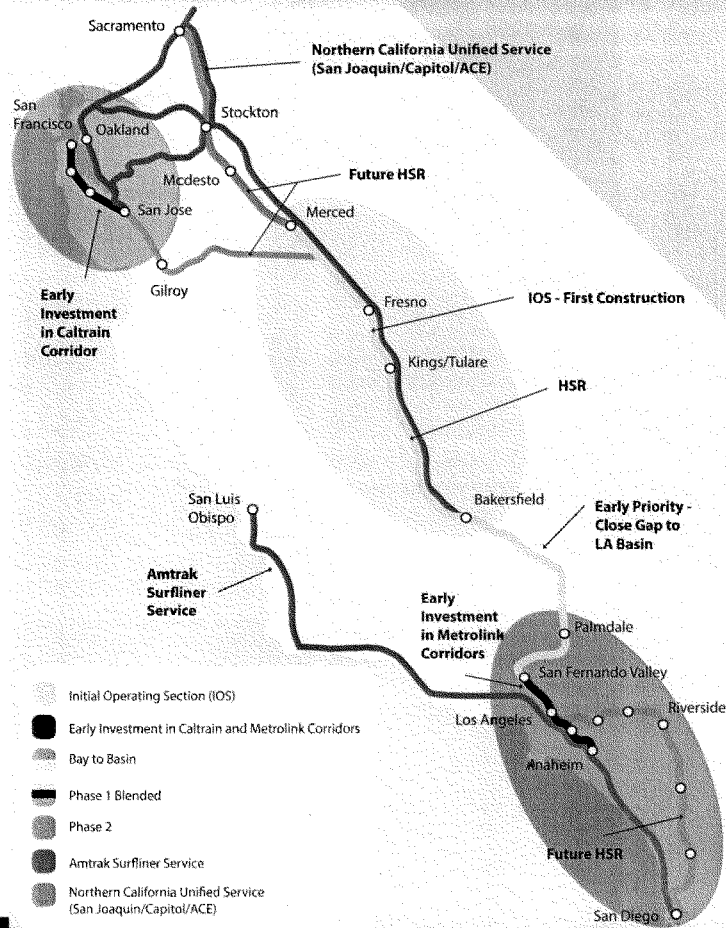 Sacramento
Northern California Unified Service
(San Joaquin/Capitol/ACE)
San
Francisco
Oakland
Stockton
Modesto
Future HSR
San Jose
Merced
Gilroy
Early
Investment
in Caltrain
Corridor
Fresno
IOS - First Construction
Kings/Tulare
HSR
San Luis
Obispo
Bakersfield
Early Priority -
Close Gap to
LA Basin
Amtrak
Surfliner
Service
Early
Investment
in Metrolink
Corridors
Palmdale
San Fernando Valley
Los Angeles
Riverside
Anaheim
Future HSR
San Diego
Initial Operating Section (IOS)
Early Investment in Caltrain and Metrolink Corridors
Bay to Basin
Phase 1 Blended
Phase 2
Amtrak Surfliner Service
Northern California Unified Service
(San Joaquin/Capitol/ACE)